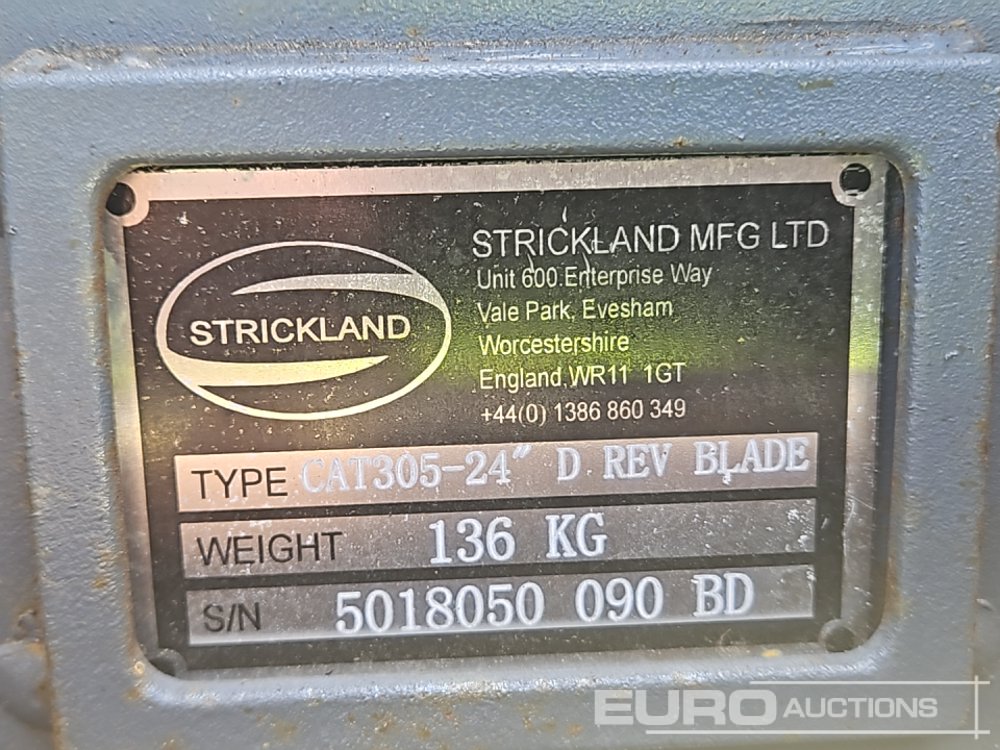 STRICKLAND
STRICKLAND MFG LTD
Unit 600 Enterprise Way
Vale Park, Evesham
Worcestershire
England, WR11 1GT
+44(0) 1386 860 349
TYPE CAT305-24" D REV BLADE
WEIGHT 136 KG
S/N 5018050 090 BD
EURO AUCTIONS